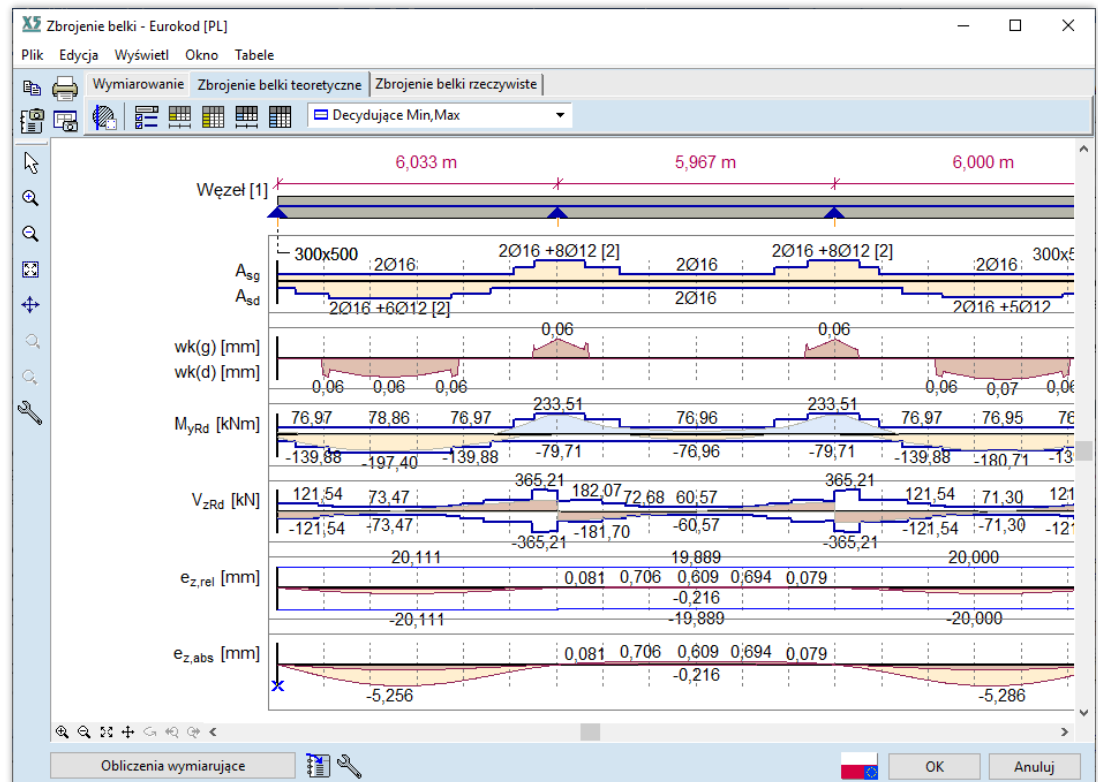 Zbrojenie belki - Eurokod [PL]
Plik Edycja Wyświetl Okno Tabele
Wymiarowanie Zbrojenie belki teoretyczne Zbrojenie belki rzeczywiste
Decydujące Min,Max
6,033 m 5,967 m 6,000 m
Węzeł [1]
300x500 2Ø16 2Ø16 +8Ø12 [2] 2Ø16 2Ø16 +8Ø12 [2] 2Ø16 300x5
Asg
Asd
2Ø16 +6Ø12 [2] 2Ø16 2Ø16 +5Ø12
0,06 0,06
wk(g) [mm]
wk(d) [mm]
0,06 0,06 0,06 0,06 0,07 0,06
233,51 233,51
MyRd [kNm] 76,97 78,86 76,97 76,96 76,97 76,95 76
-139,88 -197,40 -139,88 -79,71 -76,96 -79,71 -139,88 -180,71 -13
365,21 365,21
VzRd [kN] 121,54 73,47 182,07 72,68 60,57 121,54 71,30 121
-121,54 -73,47 -181,70 -60,57 -121,54 -71,30 -121
-365,21 -365,21
20,111 19,889 20,000
ez,rel [mm] 0,081 0,706 0,609 0,694 0,079
-0,216
-20,111 -19,889 -20,000
ez,abs [mm] 0,081 0,706 0,609 0,694 0,079
-0,216
-5,256 -5,286
Obliczenia wymiarujące OK Anuluj